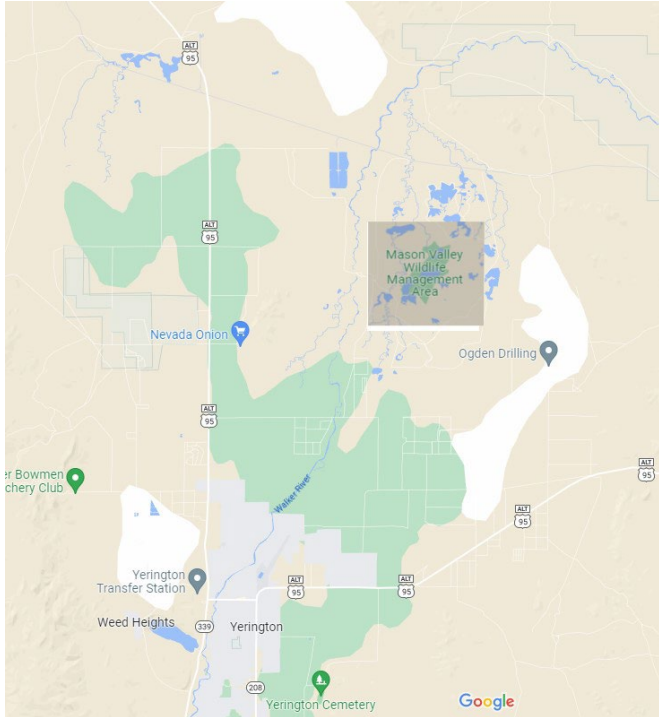 ALT
95
ALT
95
Mason Valley
Wildlife
Management
Area
Nevada Onion
Ogden Drilling
ALT
95
er Bowmen
chery Club
ALT
95
Walker River
ALT
95
Yerington
Transfer Station
ALT
95
ALT
95
Weed Heights
339
Yerington
208
Yerington Cemetery
Google